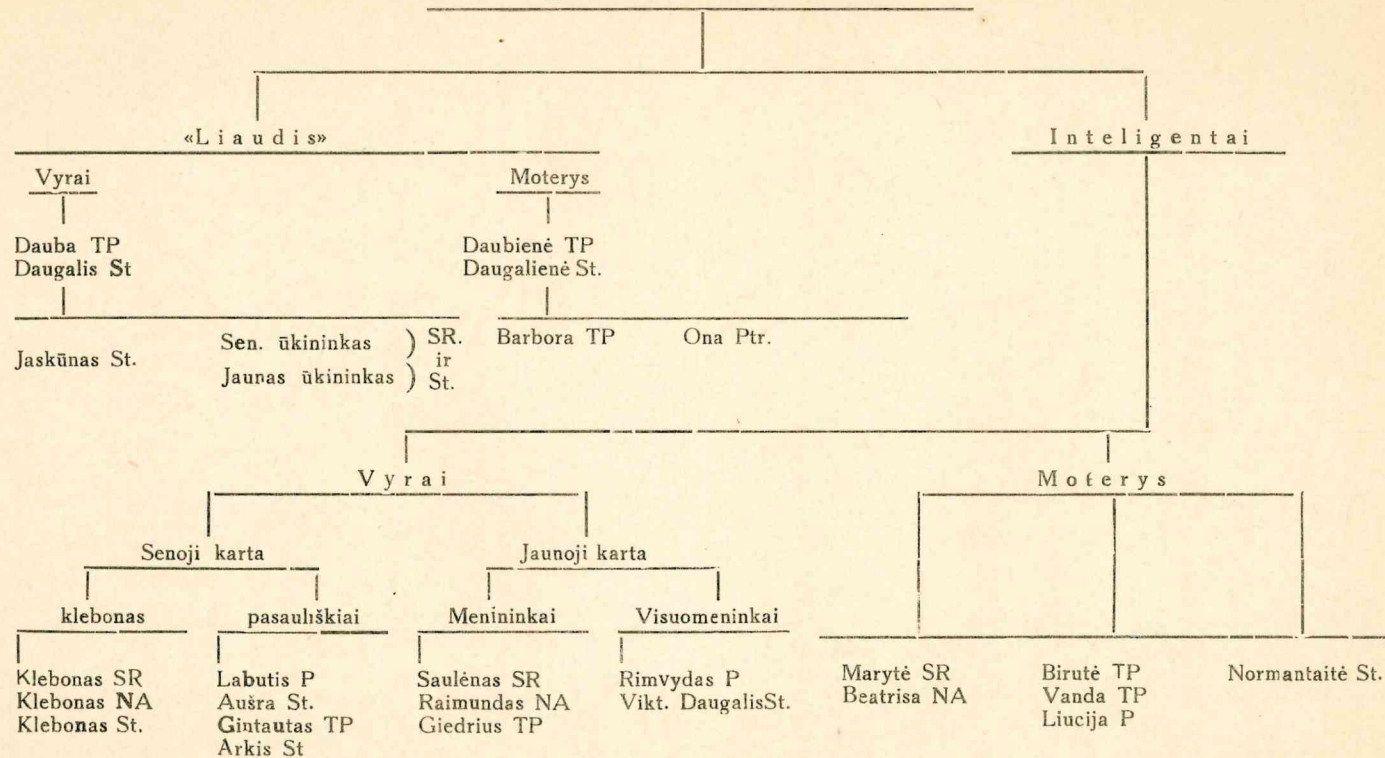 «Liaudis» Inteligentai
Vyrai Moterys
Dauba TP Daubienė TP
Daugalis St Daugalienė St.
Jaskūnas St. Sen. ūkininkas ) SR. Barbora TP Ona Ptr.
ir
Jaunas ūkininkas ) St.
Vyrai Moterys
Senoji karta Jaunoji karta
klebonas pasauliškiai Menininkai Visuomeninkai
Klebonas SR Labutis P Saulėnas SR Rimvydas P Marytė SR Birutė TP Normantaitė St.
Klebonas NA Aušra St. Raimundas NA Vikt. DaugalisSt. Beatrisa NA Vanda TP
Klebonas St. Gintautas TP Giedrius TP Liucija P
Arkis St